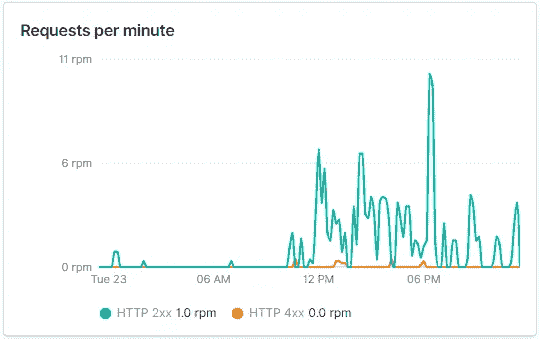 Requests per minute
11 rpm
6 rpm
0 rpm
Tue 23 06 AM 12 PM 06 PM
HTTP 2xx 1.0 rpm HTTP 4xx 0.0 rpm